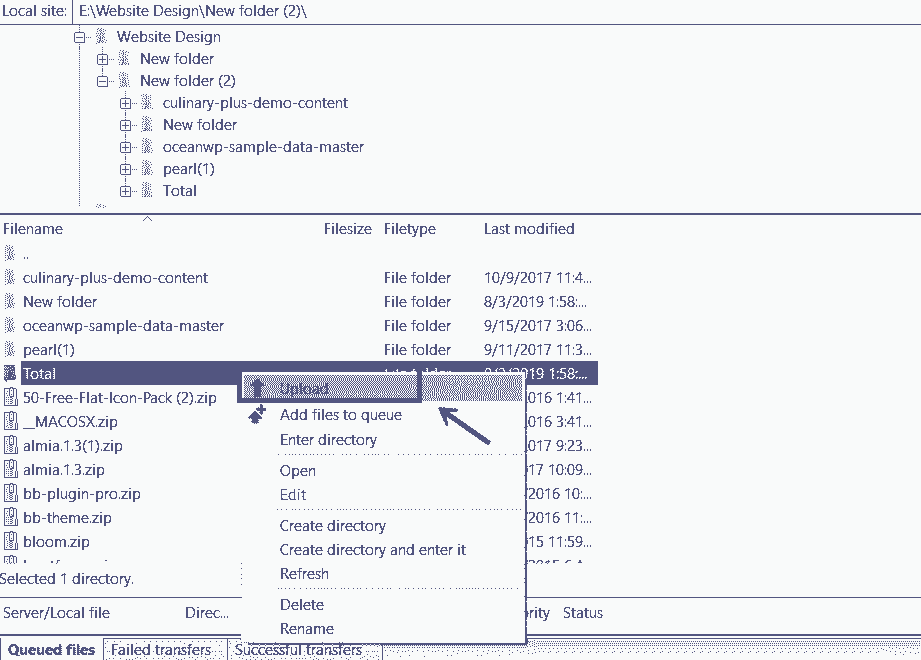 Local site: E:\Website Design\New folder (2)\
Website Design
New folder
New folder (2)
culinary-plus-demo-content
New folder
oceanwp-sample-data-master
pearl(1)
Total
Filename Filesize Filetype Last modified
..
culinary-plus-demo-content File folder 10/9/2017 11:4...
New folder File folder 8/3/2019 1:58:...
oceanwp-sample-data-master File folder 9/15/2017 3:06...
pearl(1) File folder 9/11/2017 11:3...
Total 8/3/2019 1:58:...
Upload
50-Free-Flat-Icon-Pack (2).zip 016 1:41...
Add files to queue
__MACOSX.zip 016 3:41...
Enter directory
almia.1.3(1).zip 017 9:23...
almia.1.3.zip 17 10:09...
Open
bb-plugin-pro.zip 2016 10:...
Edit
bb-theme.zip 2016 11:...
Create directory
bloom.zip 15 11:59...
Create directory and enter it
Refresh
Selected 1 directory.
Delete
Server/Local file Direc... rity Status
Rename
Queued files Failed transfers Successful transfers